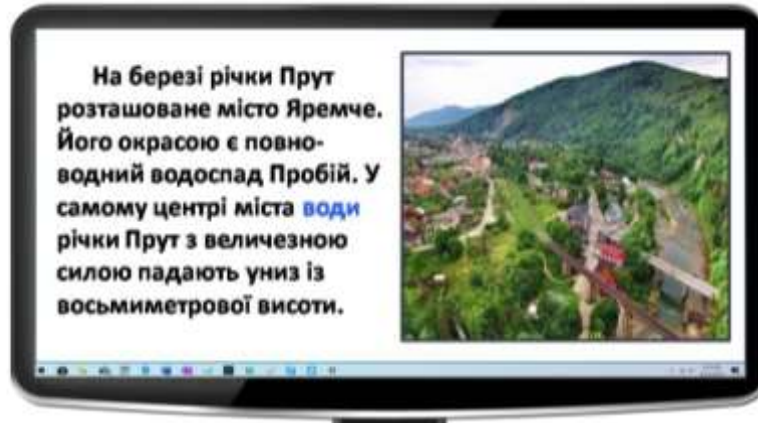 На березі річки Прут
розташоване місто Яремче.
Його окрасою є повно-
водний водоспад Пробій. У
самому центрі міста води
річки Прут з величезною
силою падають униз із
восьмиметрової висоти.